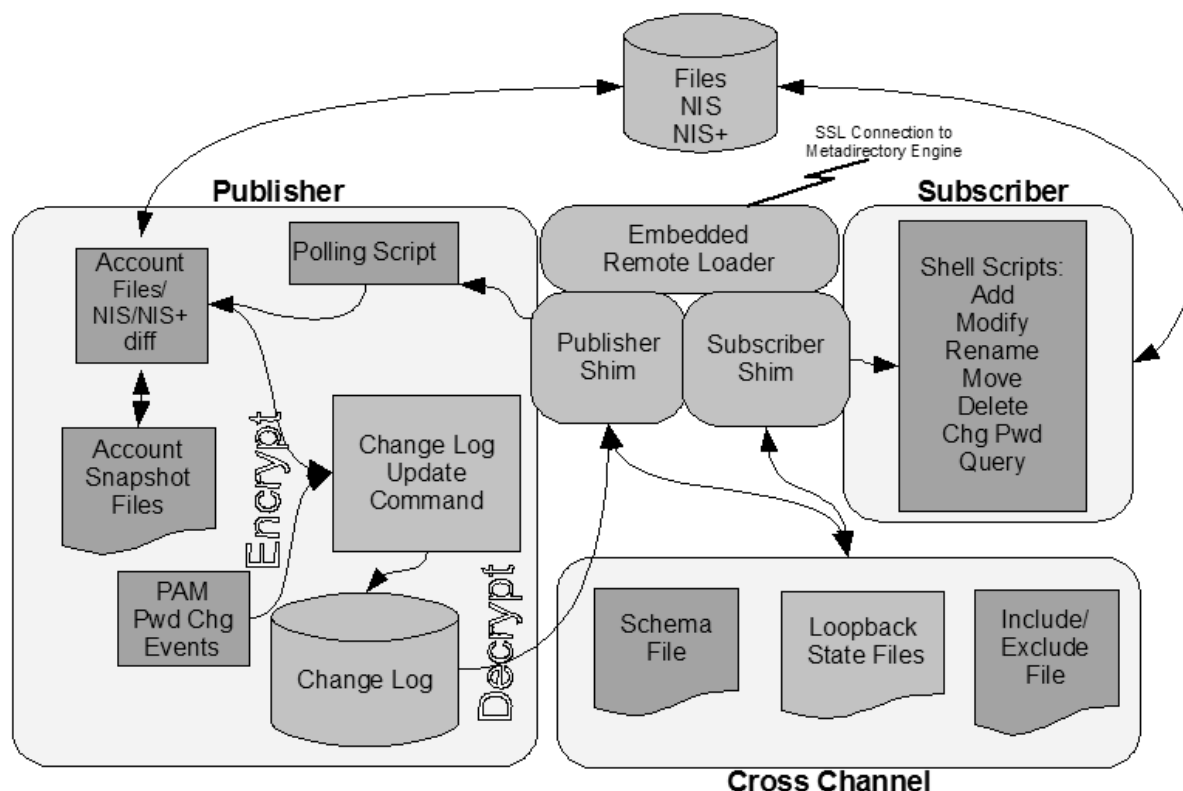 Files
NIS
NIS+
SSL Connection to
Metadirectory Engine
Publisher
Subscriber
Account
Files/
NIS/NIS+
diff
Polling Script
Embedded
Remote Loader
Publisher
Shim
Subscriber
Shim
Shell Scripts:
Add
Modify
Rename
Move
Delete
Chg Pwd
Query
Account
Snapshot
Files
Encrypt
Change Log
Update
Command
PAM
Pwd Chg
Events
Change Log
Decrypt
Schema
File
Loopback
State Files
Include/
Exclude
File
Cross Channel